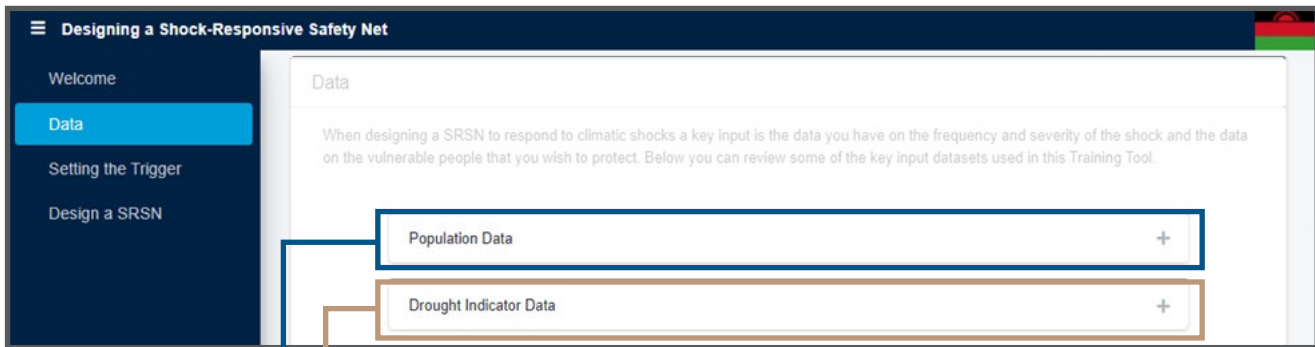 Designing a Shock-Responsive Safety Net
Welcome
Data
Setting the Trigger
Design a SRSN
Data
When designing a SRSN to respond to climatic shocks a key input is the data you have on the frequency and severity of the shock and the data
on the vulnerable people that you wish to protect. Below you can review some of the key input datasets used in this Training Tool.
Population Data
Drought Indicator Data